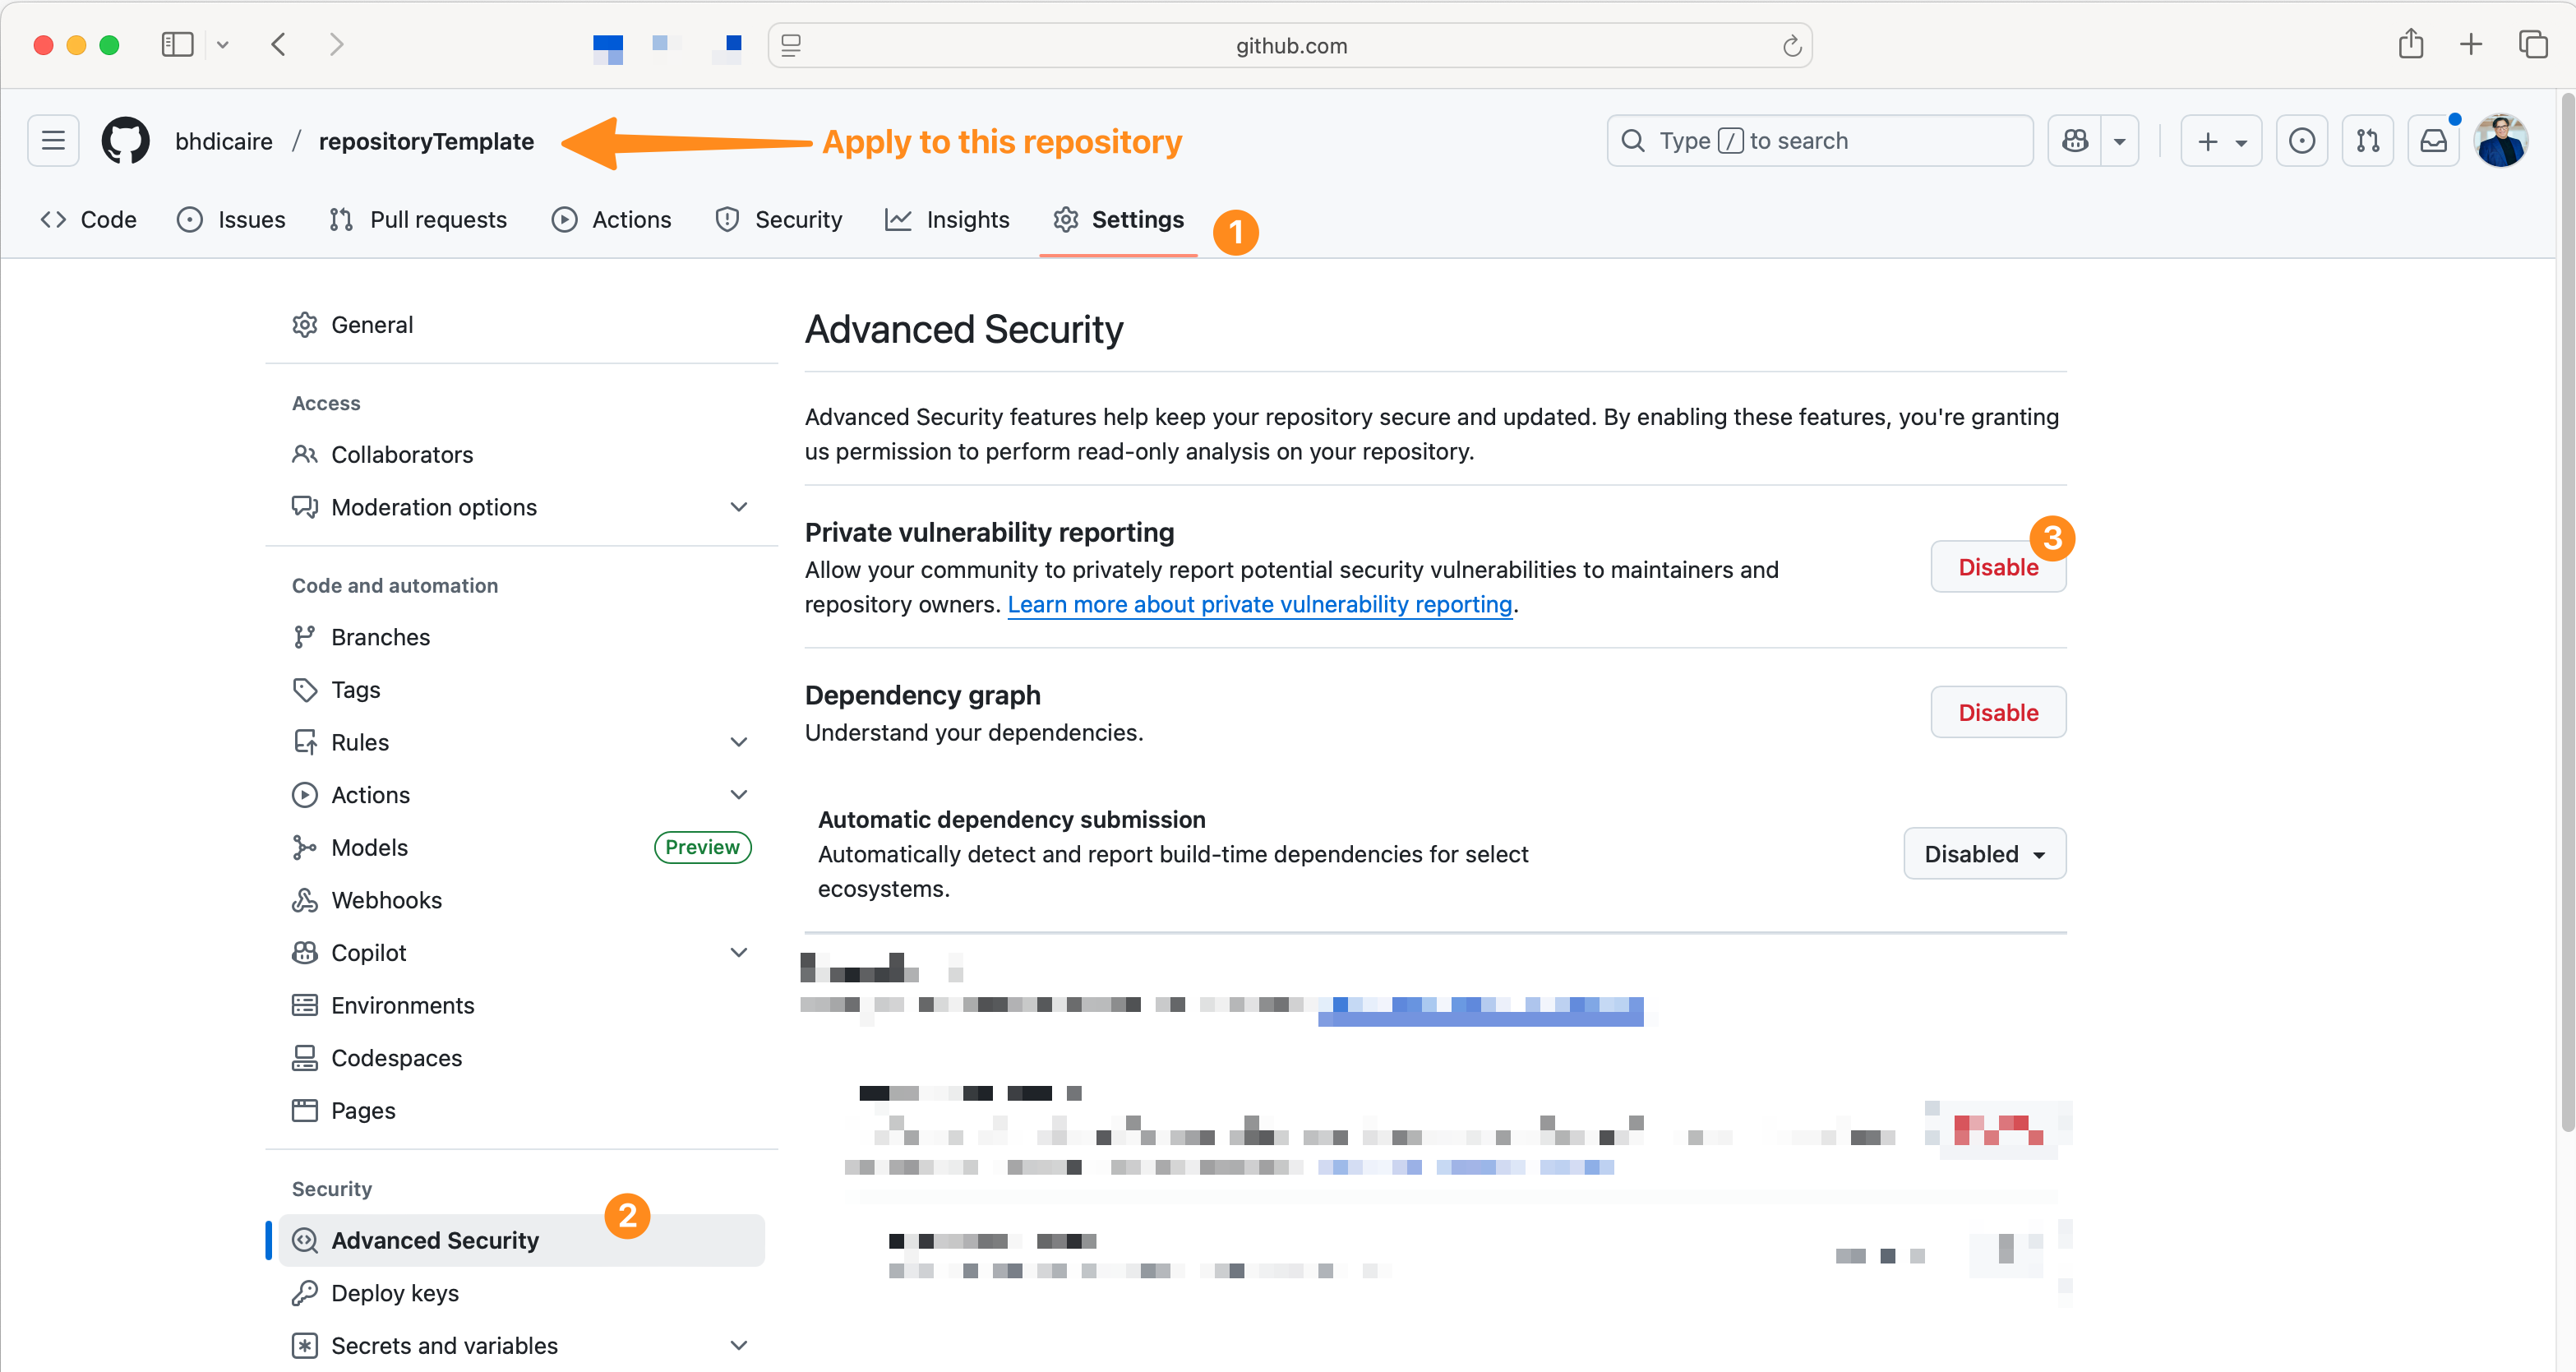 github.com
bhdicaire / repositoryTemplate
Apply to this repository
Type / to search
Code
Issues
Pull requests
Actions
Security
Insights
Settings
1
General
Access
Collaborators
Moderation options
Code and automation
Branches
Tags
Rules
Actions
Models
Preview
Webhooks
Copilot
Environments
Codespaces
Pages
Security
Advanced Security
2
Deploy keys
Secrets and variables
Advanced Security
Advanced Security features help keep your repository secure and updated. By enabling these features, you're granting
us permission to perform read-only analysis on your repository.
Private vulnerability reporting
Allow your community to privately report potential security vulnerabilities to maintainers and
repository owners. Learn more about private vulnerability reporting.
Disable
3
Dependency graph
Understand your dependencies.
Disable
Automatic dependency submission
Automatically detect and report build-time dependencies for select
ecosystems.
Disabled